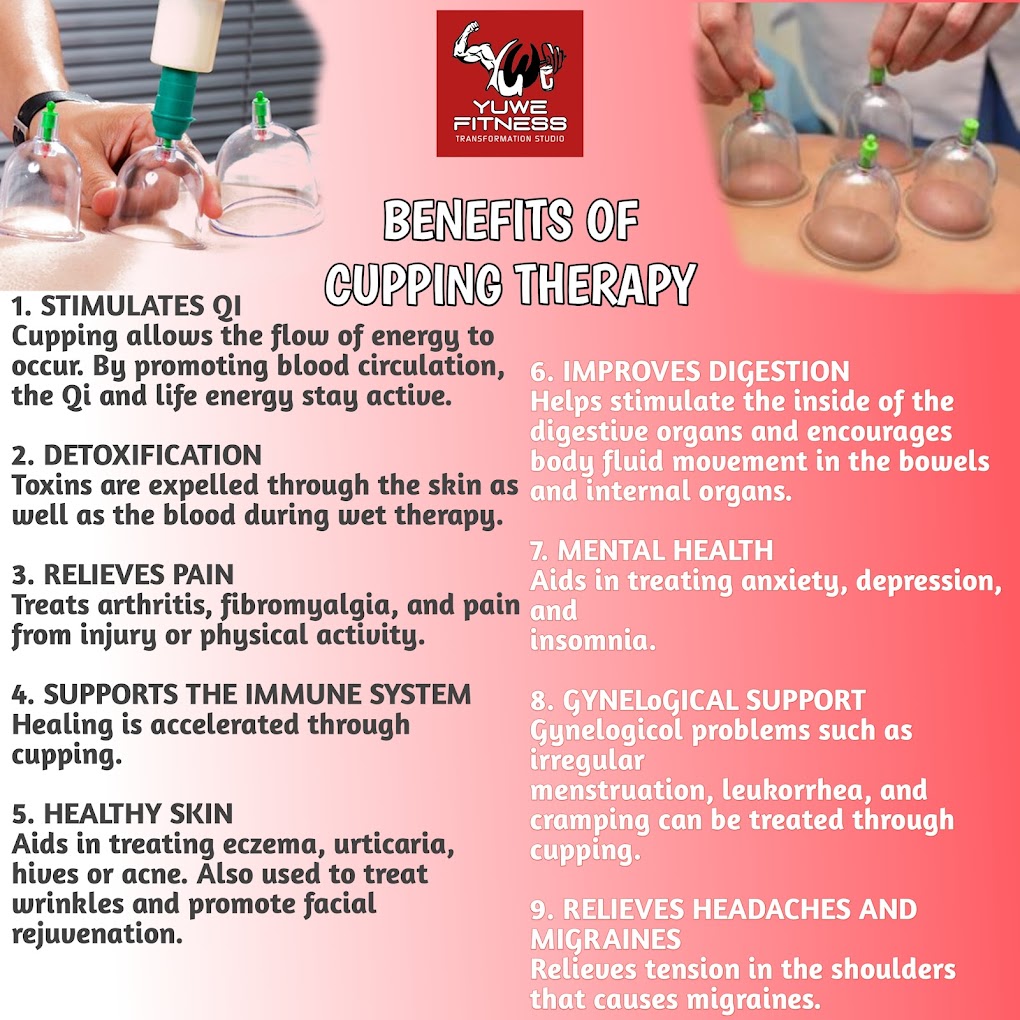 YUWE
FITNESS
TRANSFORMATION STUDIO
BENEFITS OF
CUPPING THERAPY
1. STIMULATES QI
Cupping allows the flow of energy to
occur. By promoting blood circulation,
the Qi and life energy stay active.
2. DETOXIFICATION
Toxins are expelled through the skin as
well as the blood during wet therapy.
3. RELIEVES PAIN
Treats arthritis, fibromyalgia, and pain
from injury or physical activity.
4. SUPPORTS THE IMMUNE SYSTEM
Healing is accelerated through
cupping.
5. HEALTHY SKIN
Aids in treating eczema, urticaria,
hives or acne. Also used to treat
wrinkles and promote facial
rejuvenation.
6. IMPROVES DIGESTION
Helps stimulate the inside of the
digestive organs and encourages
body fluid movement in the bowels
and internal organs.
7. MENTAL HEALTH
Aids in treating anxiety, depression,
and
insomnia.
8. GYNELoGICAL SUPPORT
Gynelogicol problems such as
irregular
menstruation, leukorrhea, and
cramping can be treated through
cupping.
9. RELIEVES HEADACHES AND
MIGRAINES
Relieves tension in the shoulders
that causes migraines.